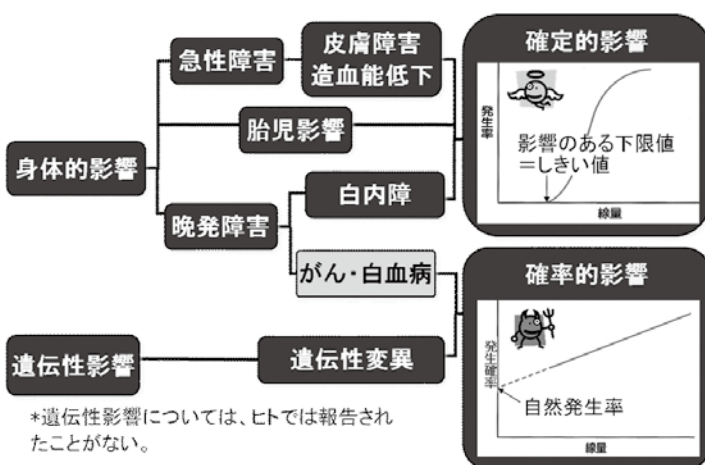 身体的影響
急性障害
皮膚障害
造血能低下
胎児影響
晩発障害
白内障
がん・白血病
遺伝性影響
遺伝性変異
*遺伝性影響については、ヒトでは報告され
たことがない。
確定的影響
発生率
影響のある下限値
=しきい値
線量
確率的影響
発生確率
自然発生率
線量